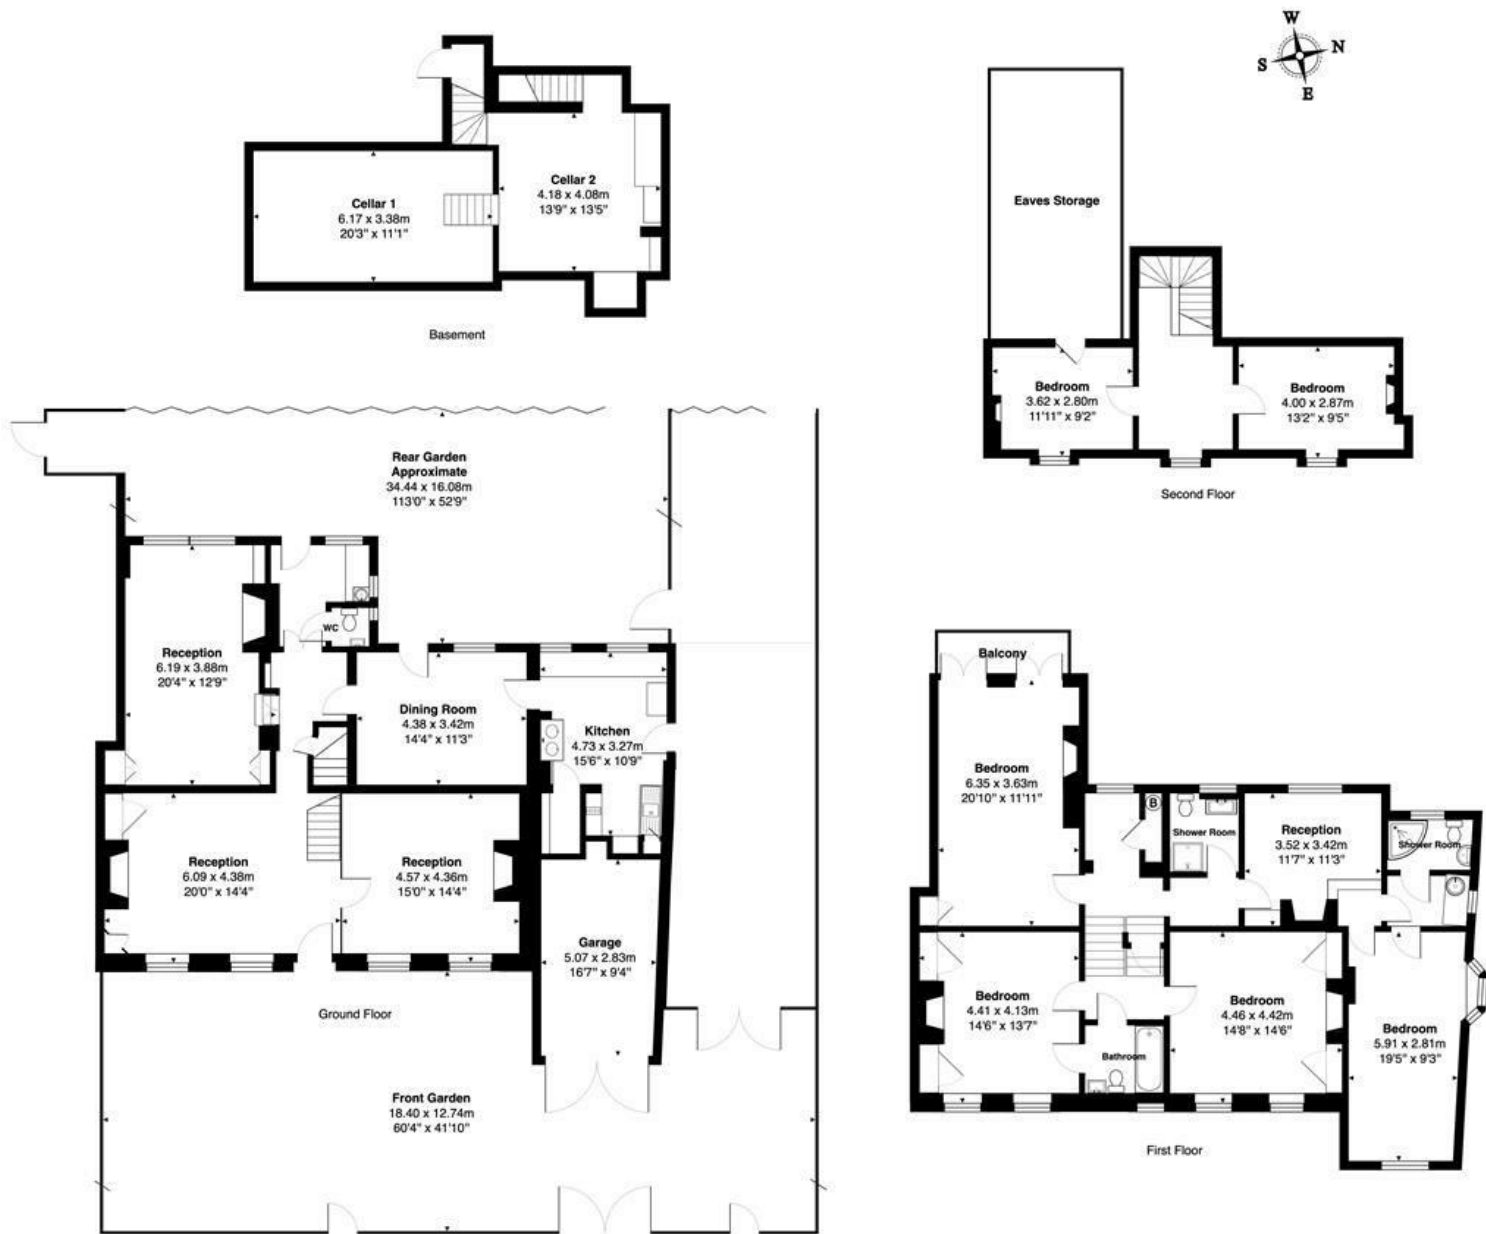 W
N
S
E
Cellar 1
6.17 x 3.38m
20'3" x 11'1"
Cellar 2
4.18 x 4.08m
13'9" x 13'5"
Basement
Eaves Storage
Bedroom
3.62 x 2.80m
11'11" x 9'2"
Bedroom
4.00 x 2.87m
13'2" x 9'5"
Second Floor
Rear Garden
Approximate
34.44 x 16.08m
113'0" x 52'9"
Reception
6.19 x 3.88m
20'4" x 12'9"
WC
Dining Room
4.38 x 3.42m
14'4" x 11'3"
Kitchen
4.73 x 3.27m
15'6" x 10'9"
Reception
6.09 x 4.38m
20'0" x 14'4"
Reception
4.57 x 4.36m
15'0" x 14'4"
Garage
5.07 x 2.83m
16'7" x 9'4"
Ground Floor
Front Garden
18.40 x 12.74m
60'4" x 41'10"
Balcony
Bedroom
6.35 x 3.63m
20'10" x 11'11"
B
Shower Room
Reception
3.52 x 3.42m
11'7" x 11'3"
Shower Room
Bedroom
4.41 x 4.13m
14'6" x 13'7"
Bathroom
Bedroom
4.46 x 4.42m
14'8" x 14'6"
Bedroom
5.91 x 2.81m
19'5" x 9'3"
First Floor